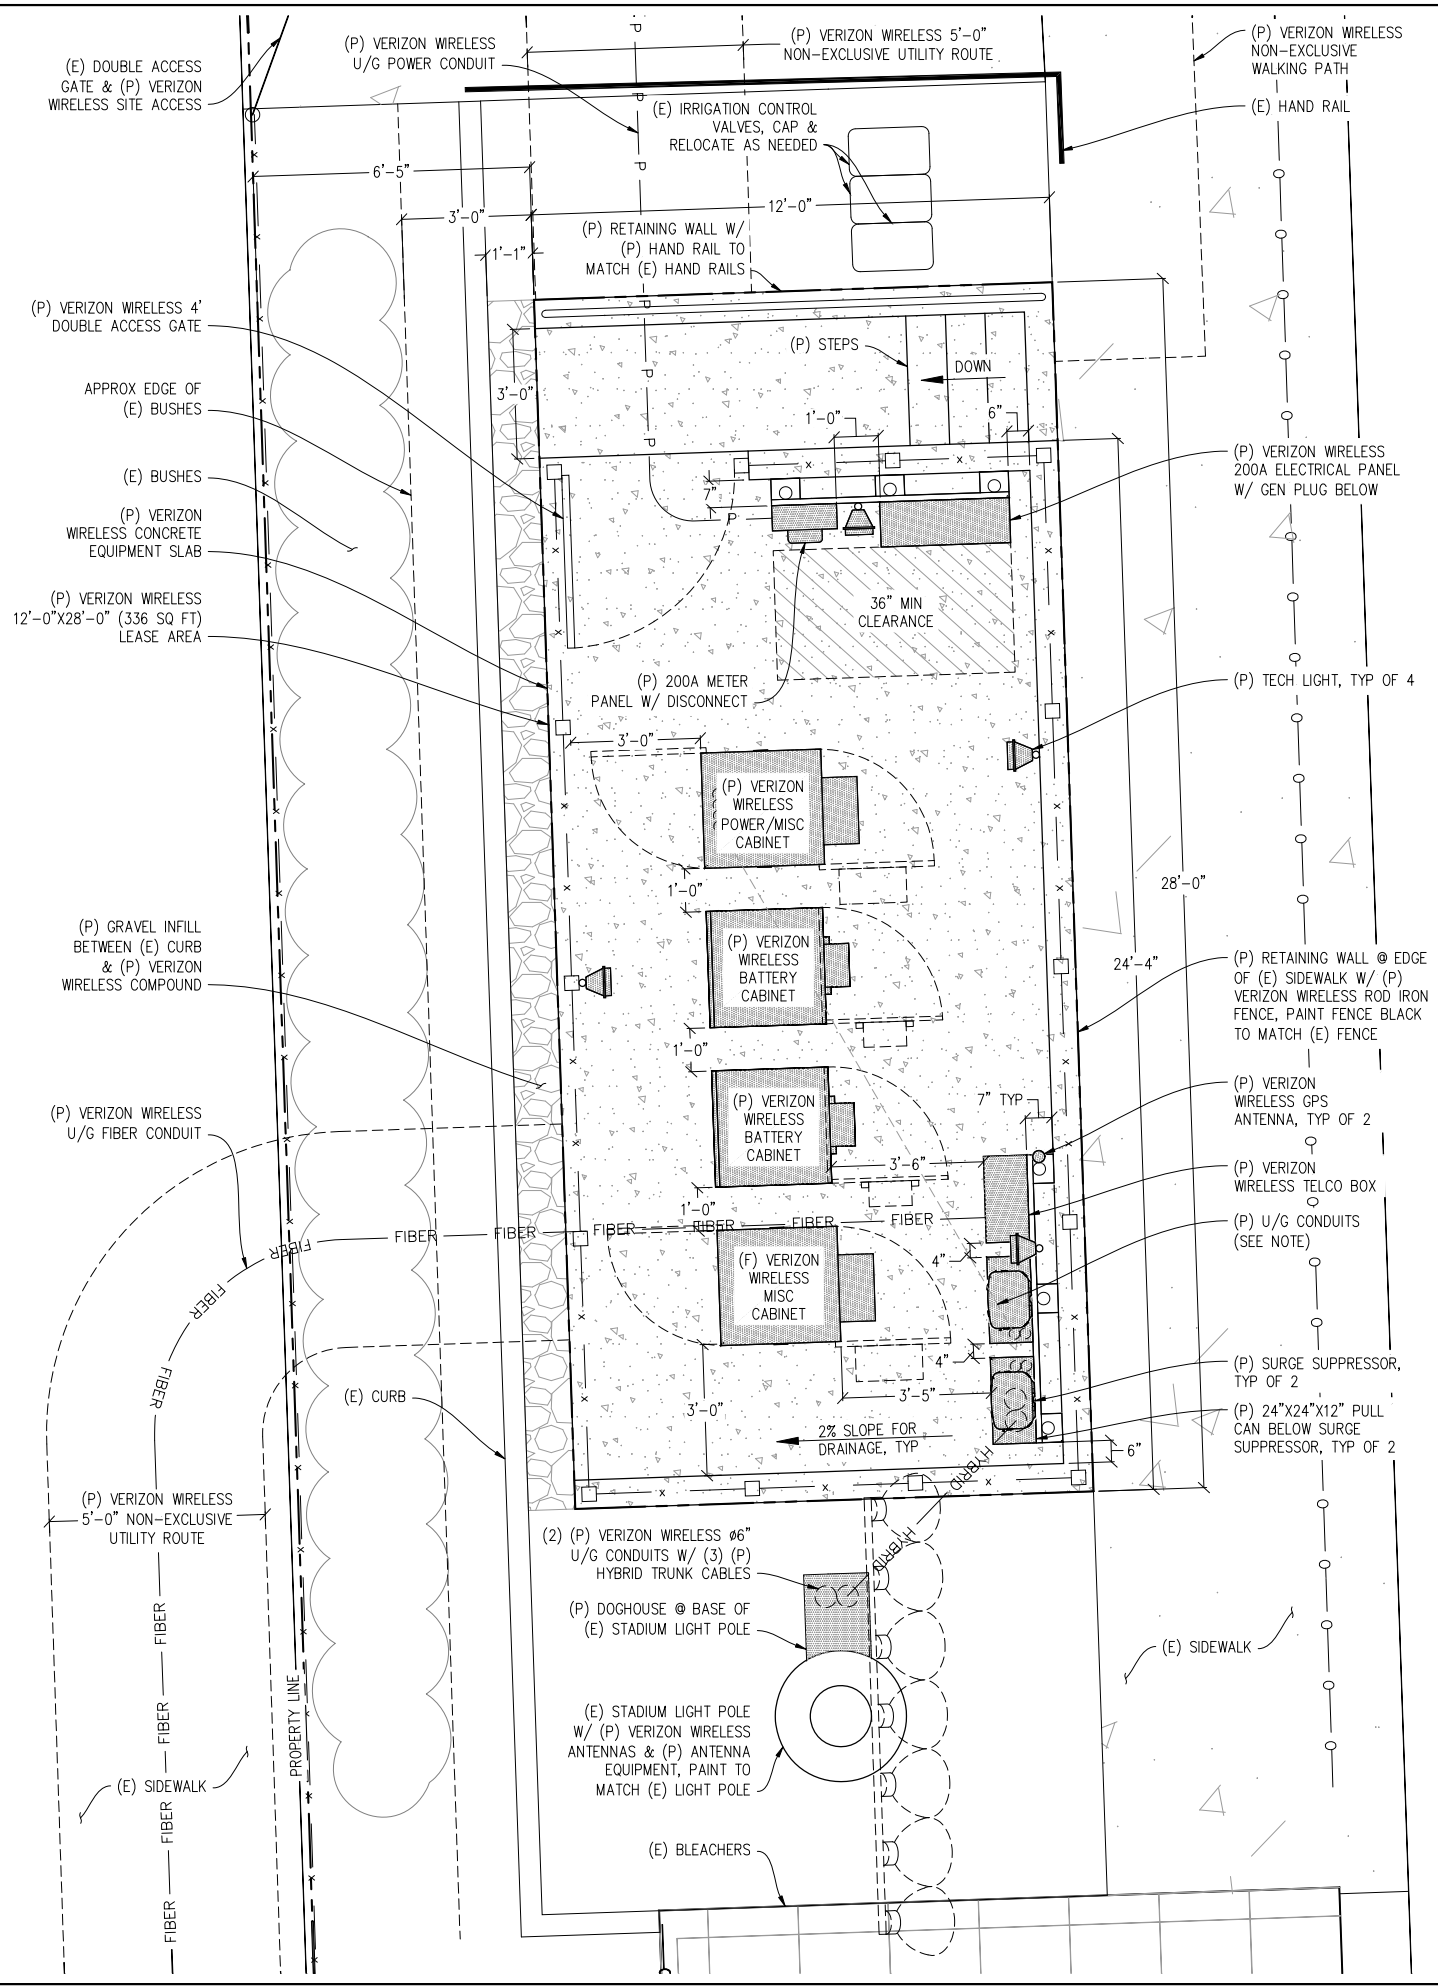 (E) DOUBLE ACCESS
GATE & (P) VERIZON
WIRELESS SITE ACCESS
(P) VERIZON WIRELESS
U/G POWER CONDUIT
(P) VERIZON WIRELESS 5'-0"
NON-EXCLUSIVE UTILITY ROUTE
(P) VERIZON WIRELESS
NON-EXCLUSIVE
WALKING PATH
(E) HAND RAIL
(E) IRRIGATION CONTROL
VALVES, CAP &
RELOCATE AS NEEDED
P
P
P
P
P
P
P
6'-5"
3'-0"
12'-0"
1'-1"
(P) RETAINING WALL W/
(P) HAND RAIL TO
MATCH (E) HAND RAILS
(P) VERIZON WIRELESS 4'
DOUBLE ACCESS GATE
(P) STEPS
DOWN
APPROX EDGE OF
(E) BUSHES
3'-0"
1'-0"
6"
7"
(E) BUSHES
(P) VERIZON WIRELESS
200A ELECTRICAL PANEL
W/ GEN PLUG BELOW
(P) VERIZON
WIRELESS CONCRETE
EQUIPMENT SLAB
(P) VERIZON WIRELESS
12'-0"X28'-0" (336 SQ FT)
LEASE AREA
36" MIN
CLEARANCE
(P) 200A METER
PANEL W/ DISCONNECT
(P) TECH LIGHT, TYP OF 4
3'-0"
(P) VERIZON
WIRELESS
POWER/MISC
CABINET
1'-0"
28'-0"
24'-4"
(P) VERIZON
WIRELESS
BATTERY
CABINET
(P) GRAVEL INFILL
BETWEEN (E) CURB
& (P) VERIZON
WIRELESS COMPOUND
(P) RETAINING WALL @ EDGE
OF (E) SIDEWALK W/ (P)
VERIZON WIRELESS ROD IRON
FENCE, PAINT FENCE BLACK
TO MATCH (E) FENCE
1'-0"
(P) VERIZON
WIRELESS
BATTERY
CABINET
7" TYP
(P) VERIZON
WIRELESS GPS
ANTENNA, TYP OF 2
(P) VERIZON WIRELESS
U/G FIBER CONDUIT
3'-6"
(P) VERIZON
WIRELESS TELCO BOX
1'-0"
FIBER
FIBER
FIBER
FIBER
FIBER
FIBER
FIBER
FIBER
FIBER
FIBER
FIBER
FIBER
FIBER
(P) U/G CONDUITS
(SEE NOTE)
4"
(F) VERIZON
WIRELESS
MISC
CABINET
4"
(P) SURGE SUPPRESSOR,
TYP OF 2
(E) CURB
3'-5"
3'-0"
(P) 24"X24"X12" PULL
CAN BELOW SURGE
SUPPRESSOR, TYP OF 2
2% SLOPE FOR
DRAINAGE, TYP
6"
HYBRID
HYBRID
(P) VERIZON WIRELESS
5'-0" NON-EXCLUSIVE
UTILITY ROUTE
(2) (P) VERIZON WIRELESS ø6"
U/G CONDUITS W/ (3) (P)
HYBRID TRUNK CABLES
(P) DOGHOUSE @ BASE OF
(E) STADIUM LIGHT POLE
(E) SIDEWALK
PROPERTY LINE
(E) STADIUM LIGHT POLE
W/ (P) VERIZON WIRELESS
ANTENNAS & (P) ANTENNA
EQUIPMENT, PAINT TO
MATCH (E) LIGHT POLE
(E) SIDEWALK
(E) BLEACHERS